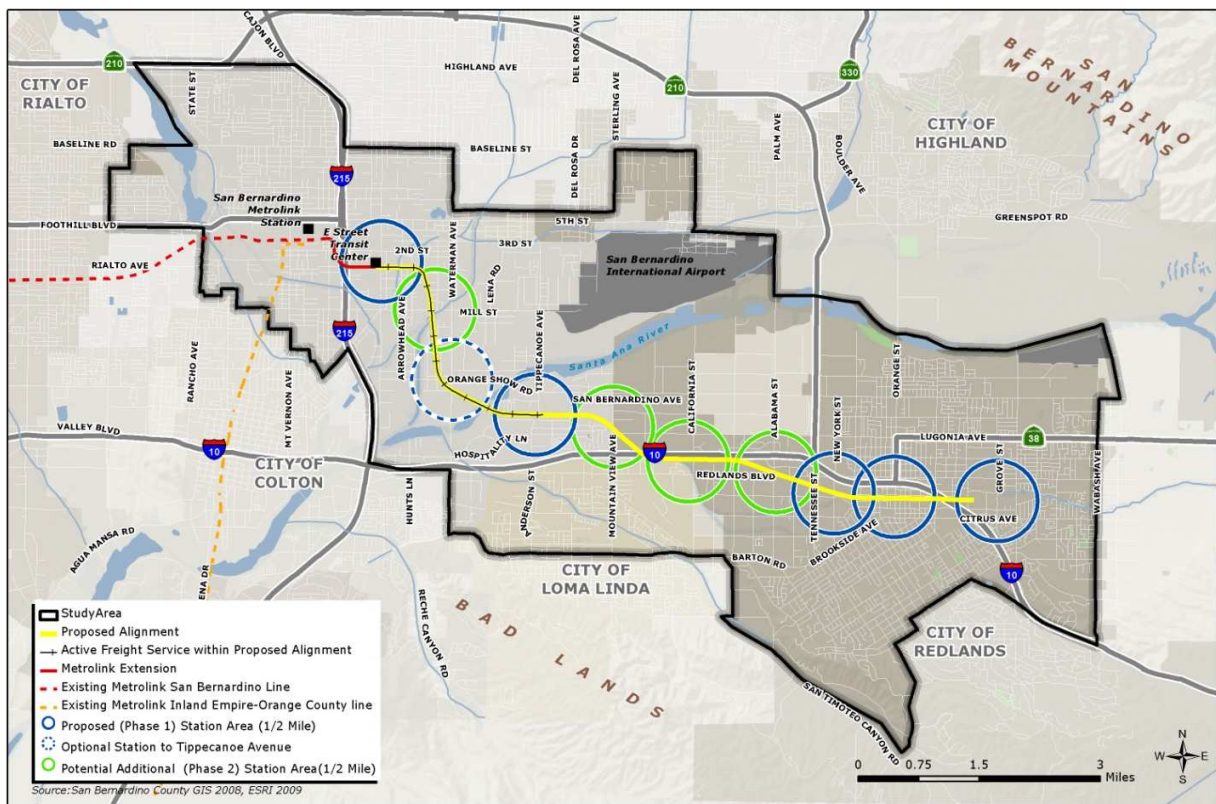 CAJON BLVD
DEL ROSA AVE
210
HIGHLAND AVE
210
330
SAN
BERNARDINO
MOUNTAINS
CITY OF
RIALTO
STATE ST
STERLING AVE
PALM AVE
BOULDER AVE
CITY OF
HIGHLAND
BASELINE RD
BASELINE ST
DEL ROSA DR
215
San Bernardino
Metrolink
Station
FOOTHILL BLVD
5TH ST
GREENSPOT RD
E Street
Transit
Center
2ND ST
WATERMAN AVE
3RD ST
RIALTO AVE
LENA RD
San Bernardino
International Airport
MILL ST
215
ARROWHEAD AVE
TIPPECANOE AVE
Santa Ana River
RANCHO AVE
MT VERNON AVE
ORANGE SHOW RD
SAN BERNARDINO AVE
CALIFORNIA ST
ALABAMA ST
NEW YORK ST
ORANGE ST
VALLEY BLVD
10
HOSPITALITY LN
10
LUGONIA AVE
38
CITY OF
COLTON
HUNTS LN
ANDERSON ST
MOUNTAIN VIEW AVE
REDLANDS BLVD
TENNESSEE ST
GROVE ST
WABASH AVE
CITRUS AVE
BROOKSIDE AVE
AGUA MANSA RD
BARTON RD
CITY OF
LOMA LINDA
10
ENA DR
RECHE CANYON RD
BAD
LANDS
CITY OF
REDLANDS
SAN TIMOTEO CANYON RD
StudyArea
Proposed Alignment
Active Freight Service within Proposed Alignment
Metrolink Extension
Existing Metrolink San Bernardino Line
Existing Metrolink Inland Empire-Orange County line
Proposed (Phase 1) Station Area (1/2 Mile)
Optional Station to Tippecanoe Avenue
Potential Additional (Phase 2) Station Area(1/2 Mile)
Source:San Bernardino County GIS 2008, ESRI 2009
N
W E
S
0 0.75 1.5 3
Miles